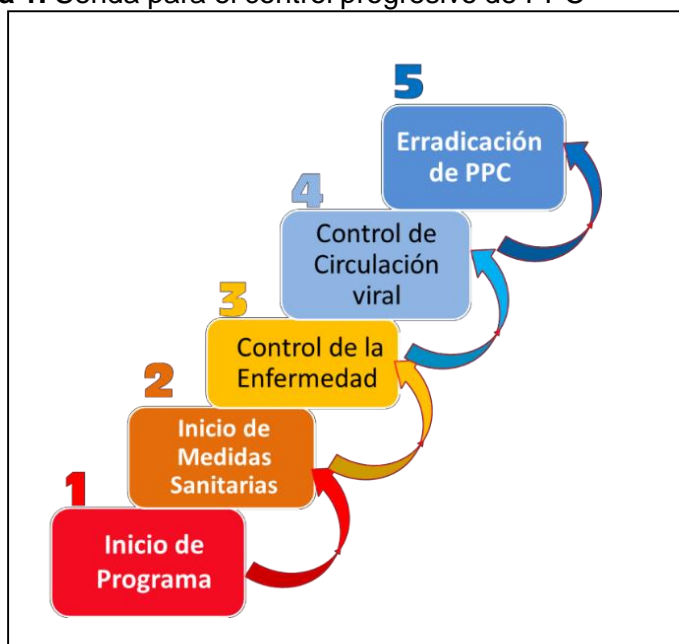 a 1. Senda para el control progresivo de PPC
5
Erradicación
de PPC
4
Control de
Circulación
viral
3
Control de la
Enfermedad
2
Inicio de
Medidas
Sanitarias
1
Inicio de
Programa